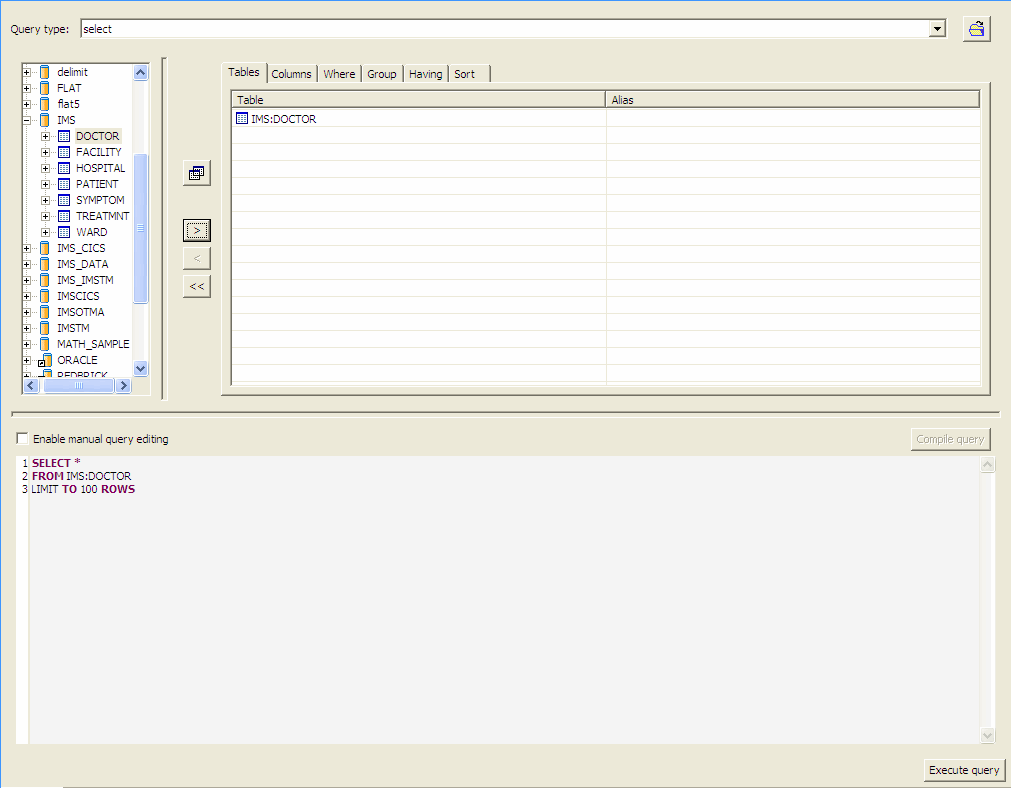 Query type: select
delimit
FLAT
flat5
IMS
DOCTOR
FACILITY
HOSPITAL
PATIENT
SYMPTOM
TREATMNT
WARD
IMS_CICS
IMS_DATA
IMS_IMSTM
IMSCICS
IMSOTMA
IMSTM
MATH_SAMPLE
ORACLE
REDBRICK
>
<
<<
Tables Columns Where Group Having Sort
Table Alias
IMS:DOCTOR
Enable manual query editing Compile query
1 SELECT *
2 FROM IMS:DOCTOR
3 LIMIT TO 100 ROWS
Execute query